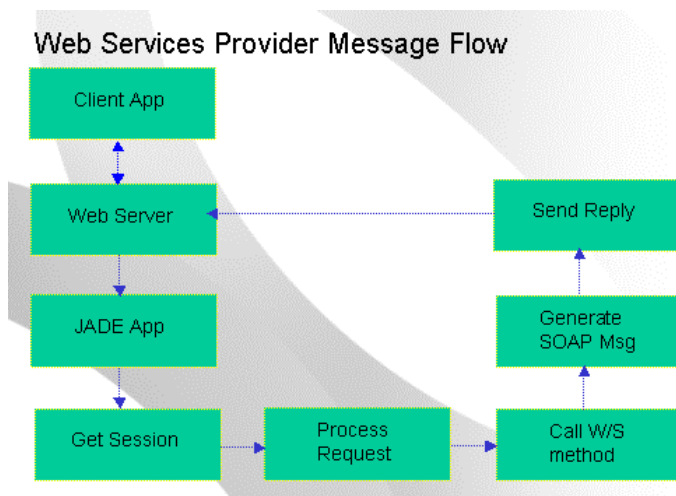 Web Services Provider Message Flow
Client App
Web Server
Send Reply
JADE App
Generate
SOAP Msg
Get Session
Process
Request
Call W/S
method